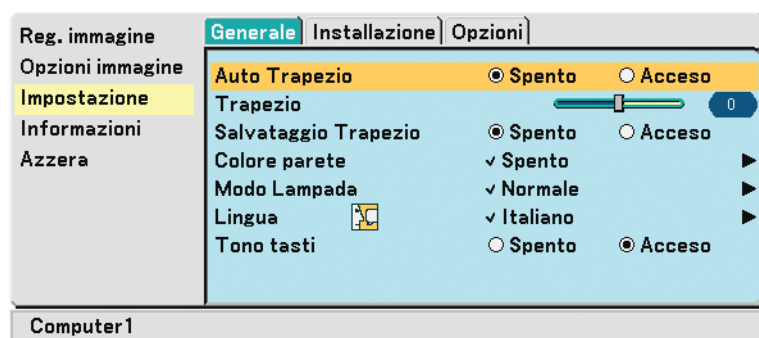 Reg. immagine
Opzioni immagine
Impostazione
Informazioni
Azzera
Generale Installazione Opzioni
Auto Trapezio Spento Acceso
Trapezio 0
Salvataggio Trapezio Spento Acceso
Colore parete Spento
Modo Lampada Normale
Lingua Italiano
Tono tasti Spento Acceso
Computer1